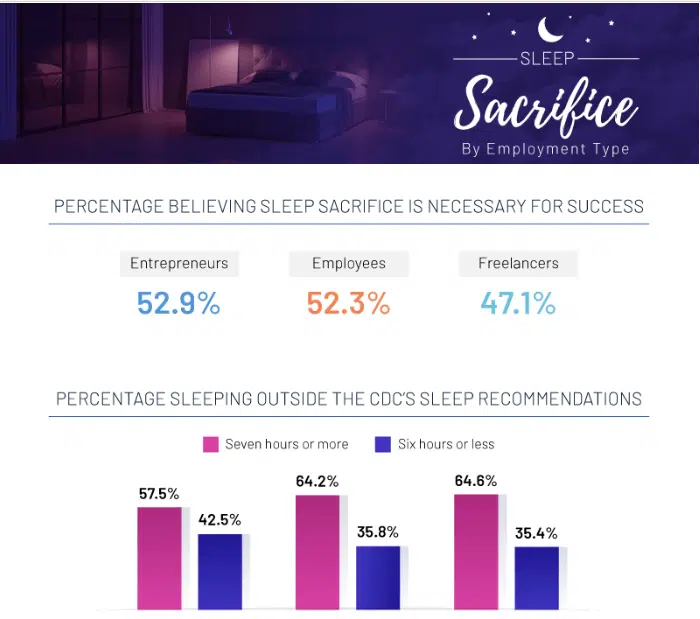 SLEEP
Sacrifice
By Employment Type
PERCENTAGE BELIEVING SLEEP SACRIFICE IS NECESSARY FOR SUCCESS
Entrepreneurs Employees Freelancers
52.9% 52.3% 47.1%
PERCENTAGE SLEEPING OUTSIDE THE CDC'S SLEEP RECOMMENDATIONS
Seven hours or more Six hours or less
57.5% 42.5% 64.2% 35.8% 64.6% 35.4%